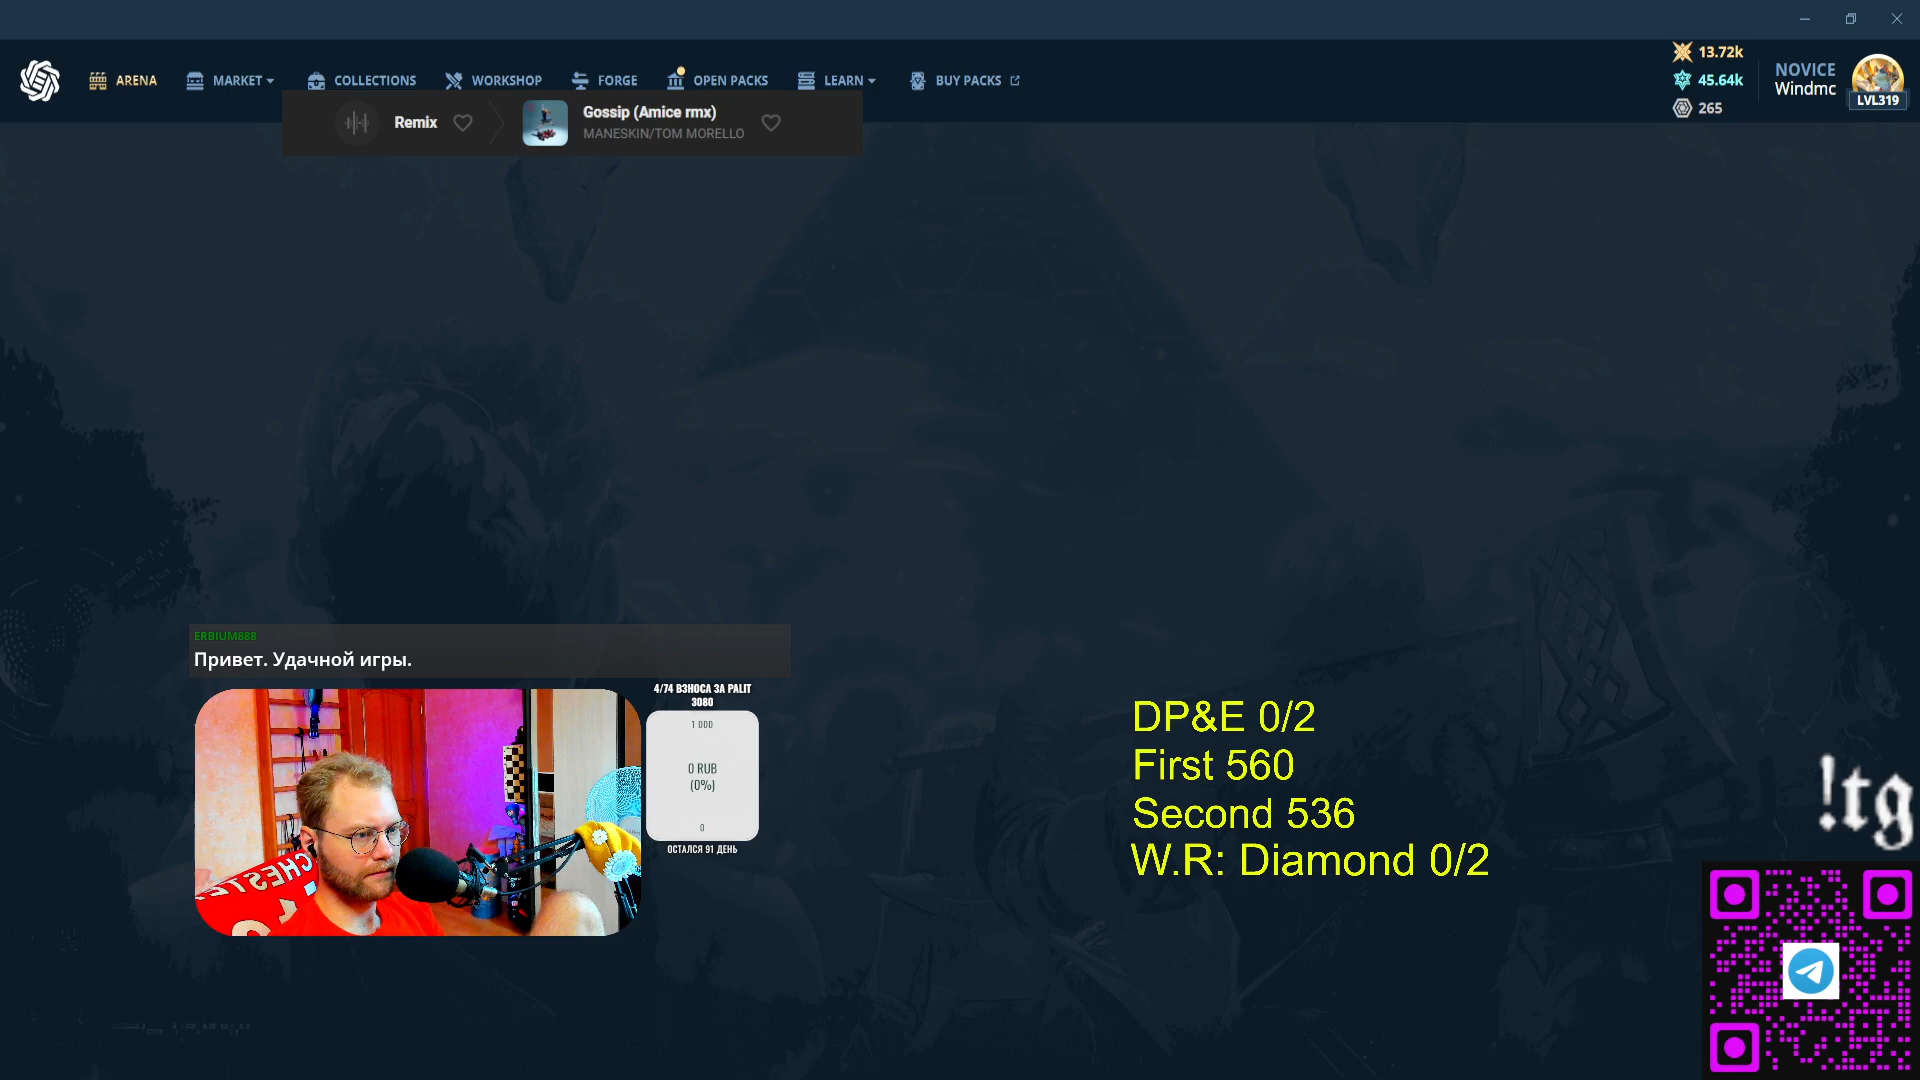 ARENA
MARKET
COLLECTIONS
WORKSHOP
FORGE
OPEN PACKS
LEARN
BUY PACKS
13.72k
45.64k
265
NOVICE
Windmc
LVL319
Remix
Gossip (Amice rmx)
MANESKIN/TOM MORELLO
ERBIUM888
Привет. Удачной игры.
4/74 ВЗНОСА ЗА PALIT
3080
1 000
0 RUB
(0%)
0
ОСТАЛСЯ 91 ДЕНЬ
DP&E 0/2
First 560
Second 536
W.R: Diamond 0/2
!tg